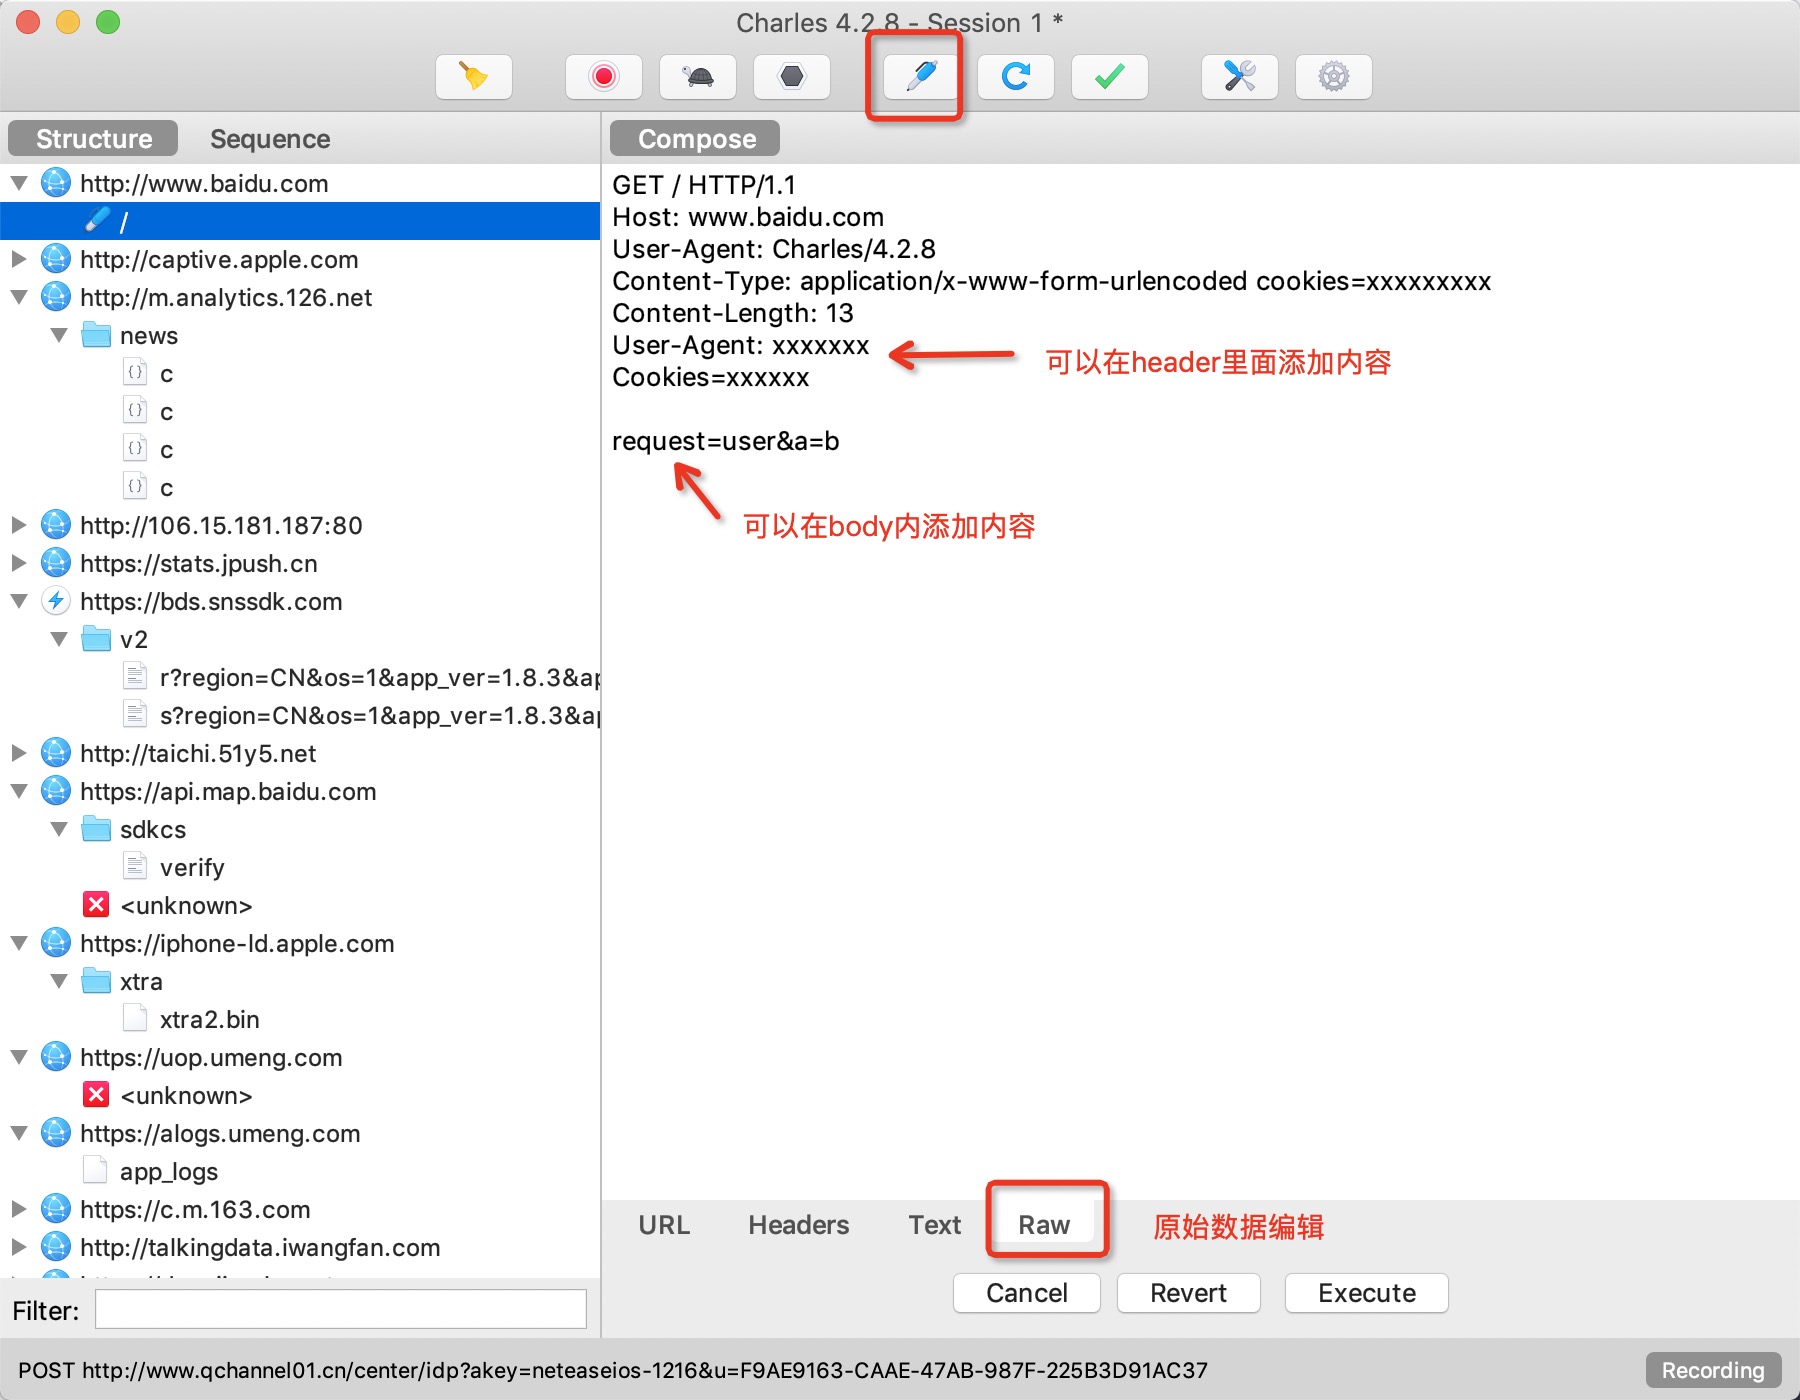 Charles 4.2.8 - Session 1 *
Structure
Sequence
http://www.baidu.com
/
http://captive.apple.com
http://m.analytics.126.net
news
c
c
c
c
http://106.15.181.187:80
https://stats.jpush.cn
https://bds.snssdk.com
v2
r?region=CN&os=1&app_ver=1.8.3&ap
s?region=CN&os=1&app_ver=1.8.3&a
http://taichi.51y5.net
https://api.map.baidu.com
sdkcs
verify
<unknown>
https://iphone-ld.apple.com
xtra
xtra2.bin
https://uop.umeng.com
<unknown>
https://alogs.umeng.com
app_logs
https://c.m.163.com
http://talkingdata.iwangfan.com
Filter:
Compose
GET / HTTP/1.1
Host: www.baidu.com
User-Agent: Charles/4.2.8
Content-Type: application/x-www-form-urlencoded cookies=xxxxxxxxx
Content-Length: 13
User-Agent: xxxxxxx
可以在header里面添加内容
Cookies=xxxxxx
request=user&a=b
可以在body内添加内容
URL
Headers
Text
Raw
原始数据编辑
Cancel
Revert
Execute
POST http://www.qchannel01.cn/center/idp?akey=neteaseios-1216&u=F9AE9163-CAAE-47AB-987F-225B3D91AC37
Recording